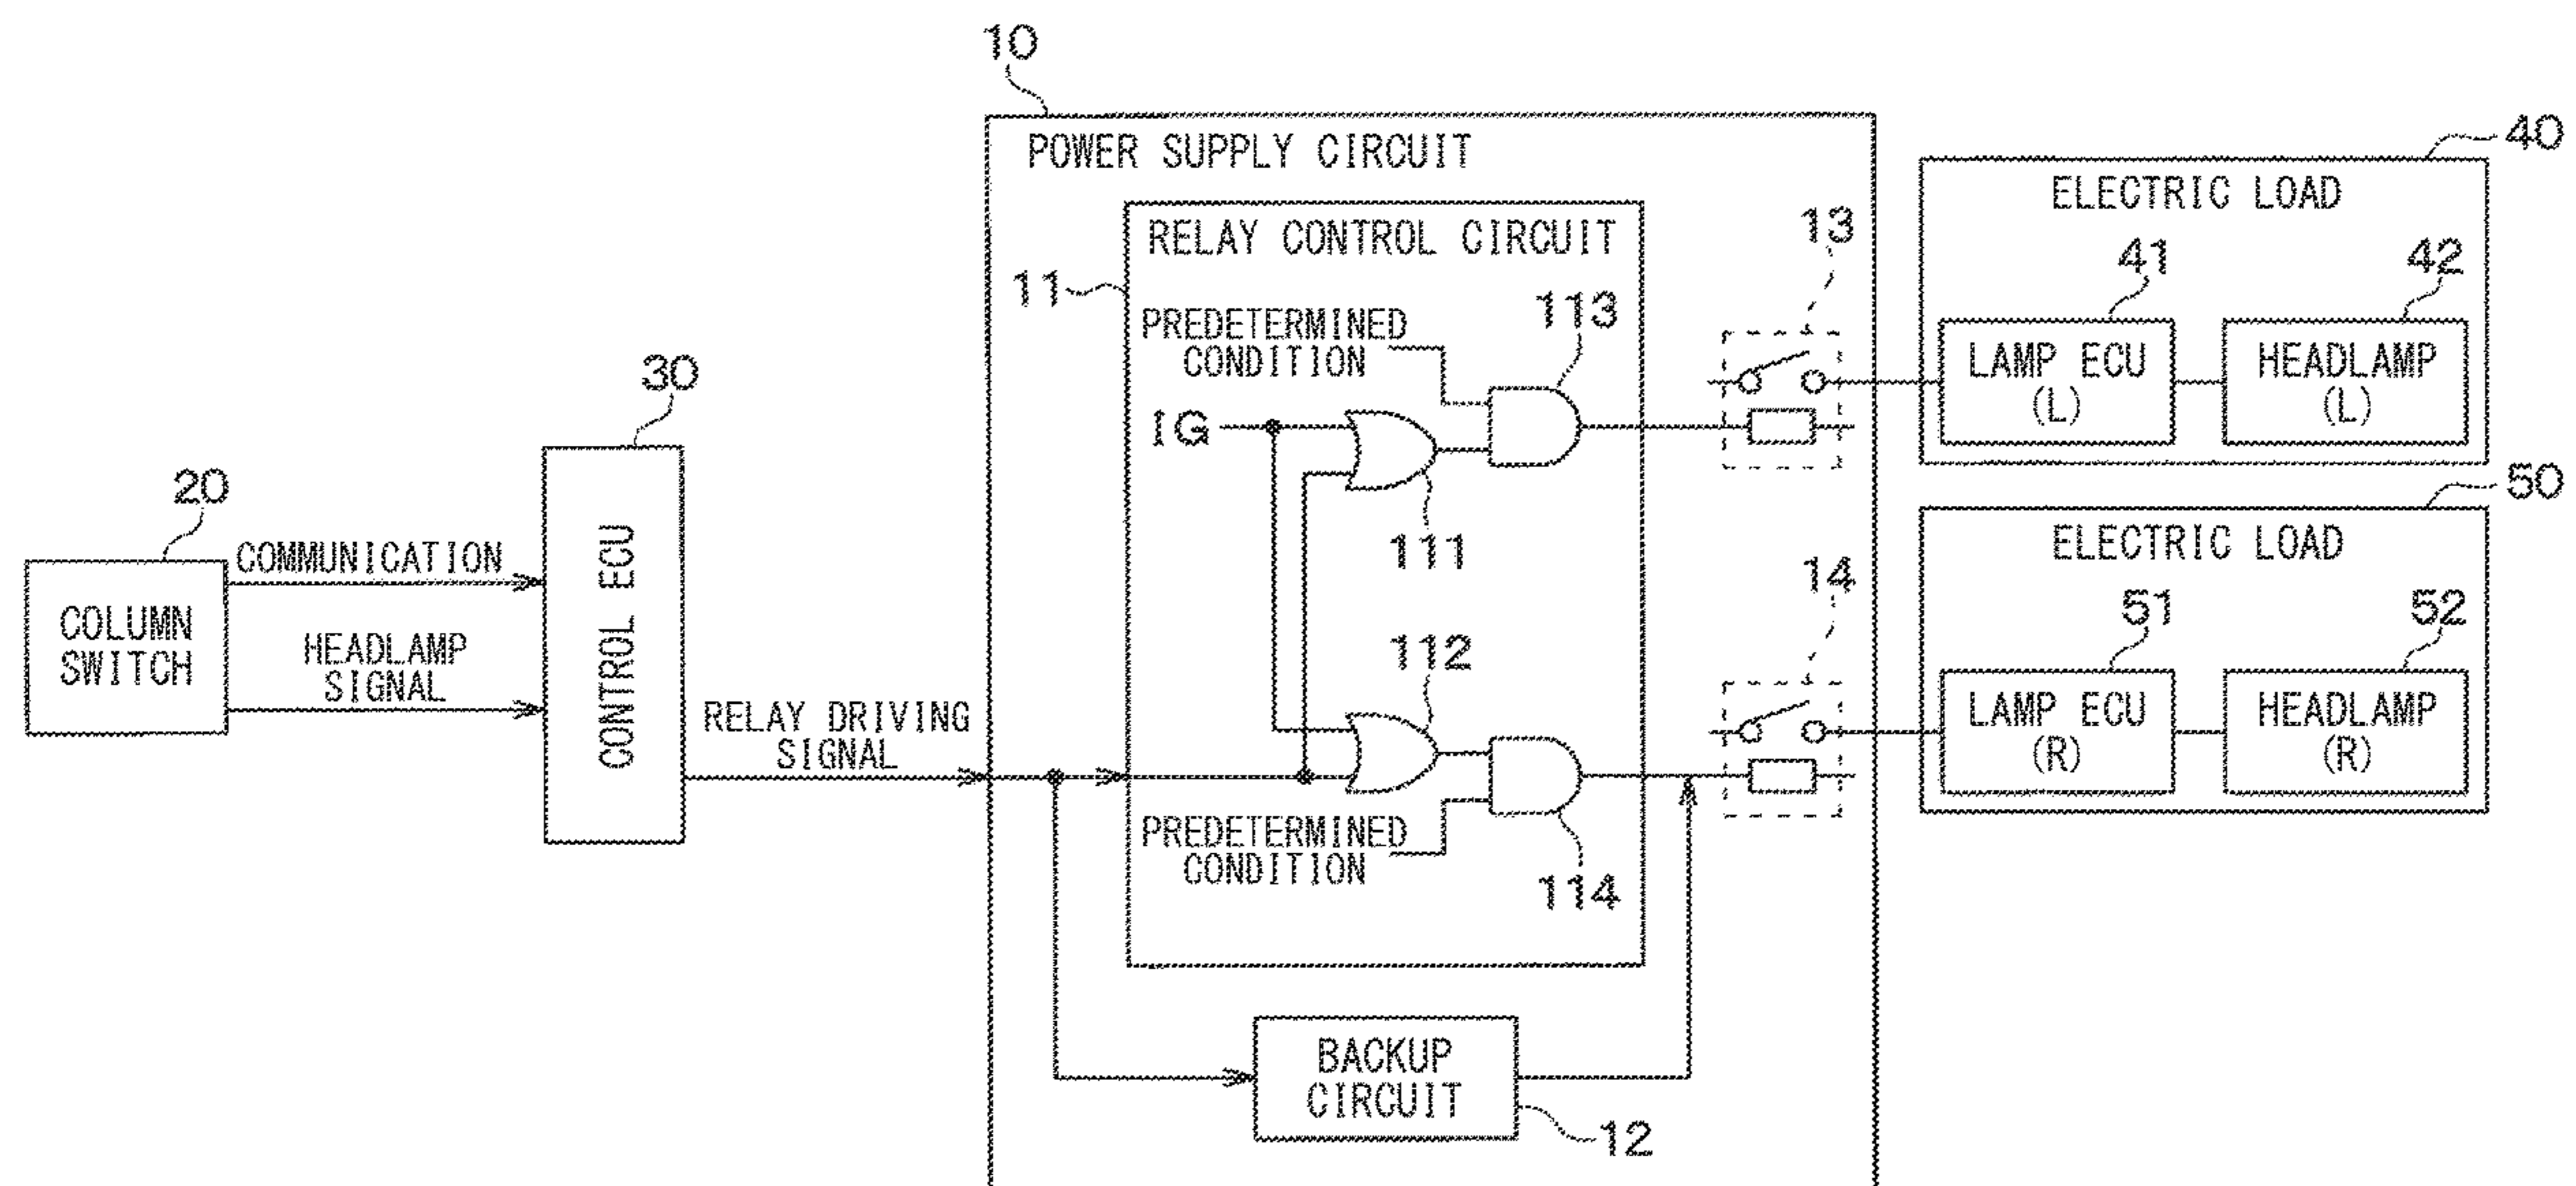 10
POWER SUPPLY CIRCUIT
40
ELECTRIC LOAD
13
RELAY CONTROL CIRCUIT
41
42
11
113
PREDETERMINED
CONDITION
LAMP ECU
(L)
HEADLAMP
(L)
30
IG
20
50
COMMUNICATION
CONTROL ECU
111
ELECTRIC LOAD
14
COLUMN
SWITCH
HEADLAMP
SIGNAL
51
52
112
RELAY DRIVING
SIGNAL
LAMP ECU
(R)
HEADLAMP
(R)
PREDETERMINED
CONDITION
114
BACKUP
CIRCUIT
12